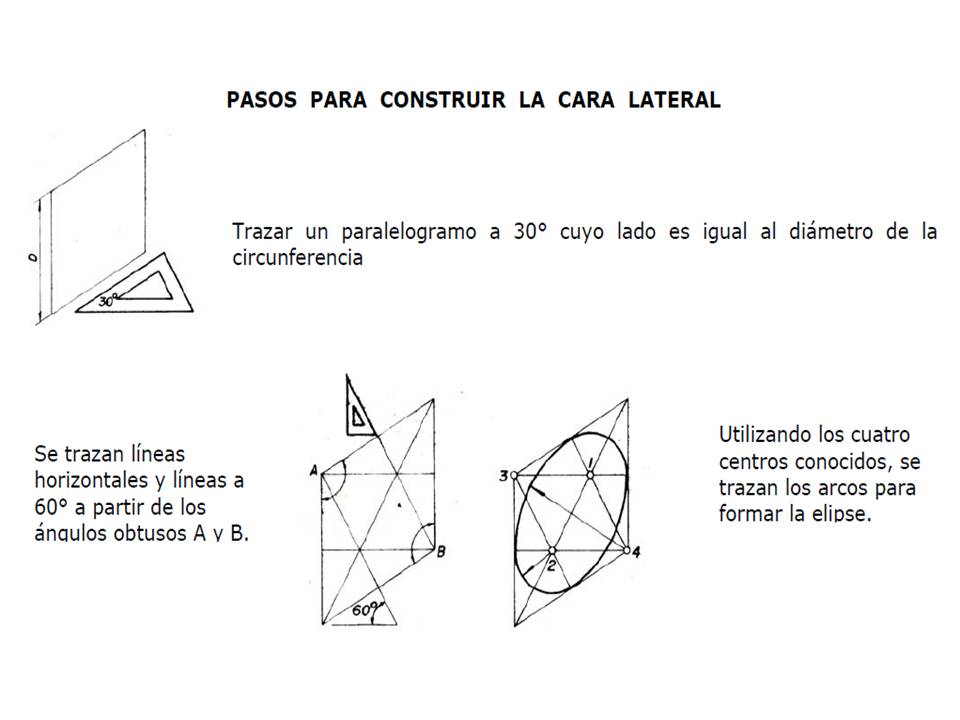 PASOS PARA CONSTRUIR LA CARA LATERAL
D
30°
Trazar un paralelogramo a 30° cuyo lado es igual al diámetro de la
circunferencia
Se trazan líneas
horizontales y líneas a
60° a partir de los
ángulos obtusos A y B.
A
B
60°
3
1
2
4
Utilizando los cuatro
centros conocidos, se
trazan los arcos para
formar la elipse.